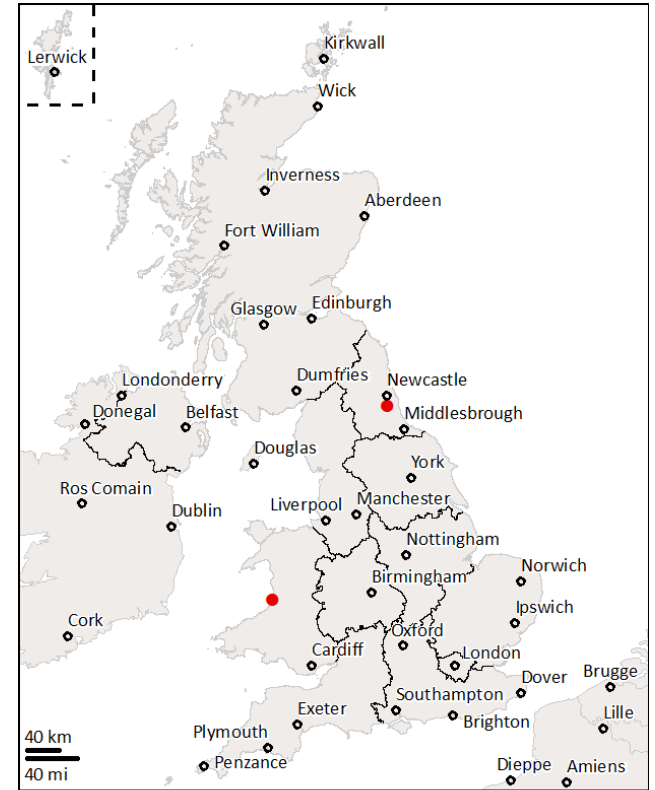 Kirkwall
Lerwick
Wick
Inverness
Aberdeen
Fort William
Edinburgh
Glasgow
Dumfries
Londonderry
Newcastle
Donegal
Belfast
Middlesbrough
Douglas
York
Ros Comain
Manchester
Liverpool
Dublin
Nottingham
Norwich
Birmingham
Ipswich
Cork
Oxford
Cardiff
London
Brugge
Dover
Southampton
Exeter
Lille
Brighton
Plymouth
40 km
Penzance
Dieppe
Amiens
40 mi